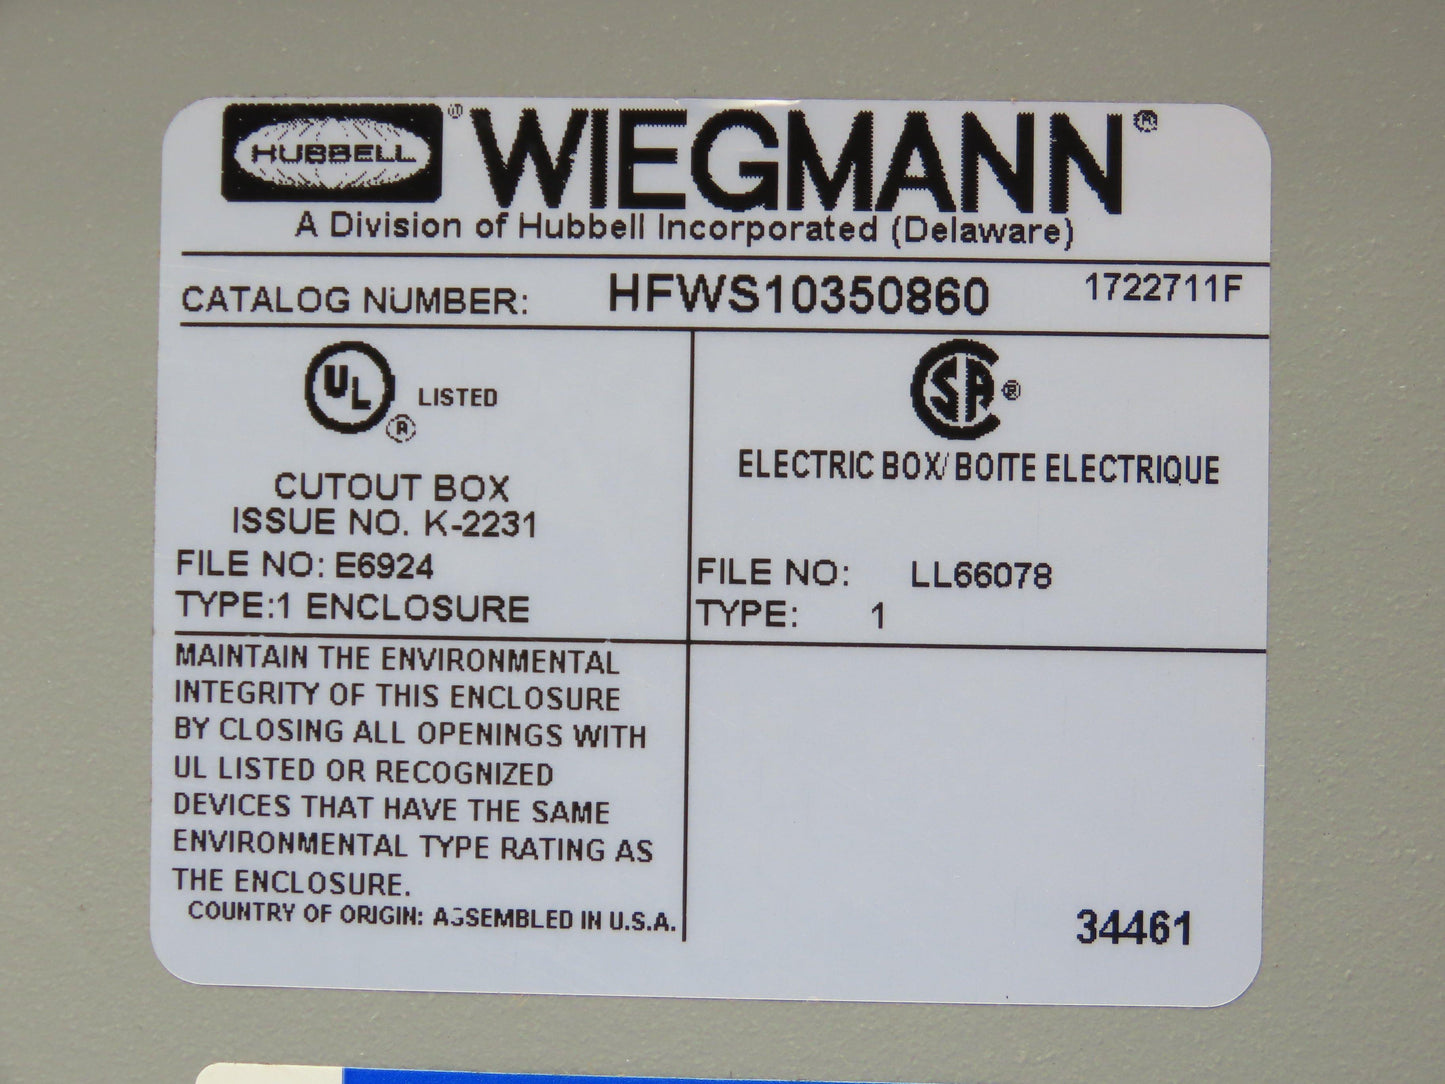 HUBBELL ® WIEGMANN ®
A Division of Hubbell Incorporated (Delaware)
CATALOG NUMBER: HFWS10350860 1722711F
UL ® LISTED
CUTOUT BOX
ISSUE NO. K-2231
FILE NO: E6924
TYPE:1 ENCLOSURE
CSA ®
ELECTRIC BOX/BOITE ELECTRIQUE
FILE NO: LL66078
TYPE: 1
MAINTAIN THE ENVIRONMENTAL
INTEGRITY OF THIS ENCLOSURE
BY CLOSING ALL OPENINGS WITH
UL LISTED OR RECOGNIZED
DEVICES THAT HAVE THE SAME
ENVIRONMENTAL TYPE RATING AS
THE ENCLOSURE.
COUNTRY OF ORIGIN: ASSEMBLED IN U.S.A.
34461